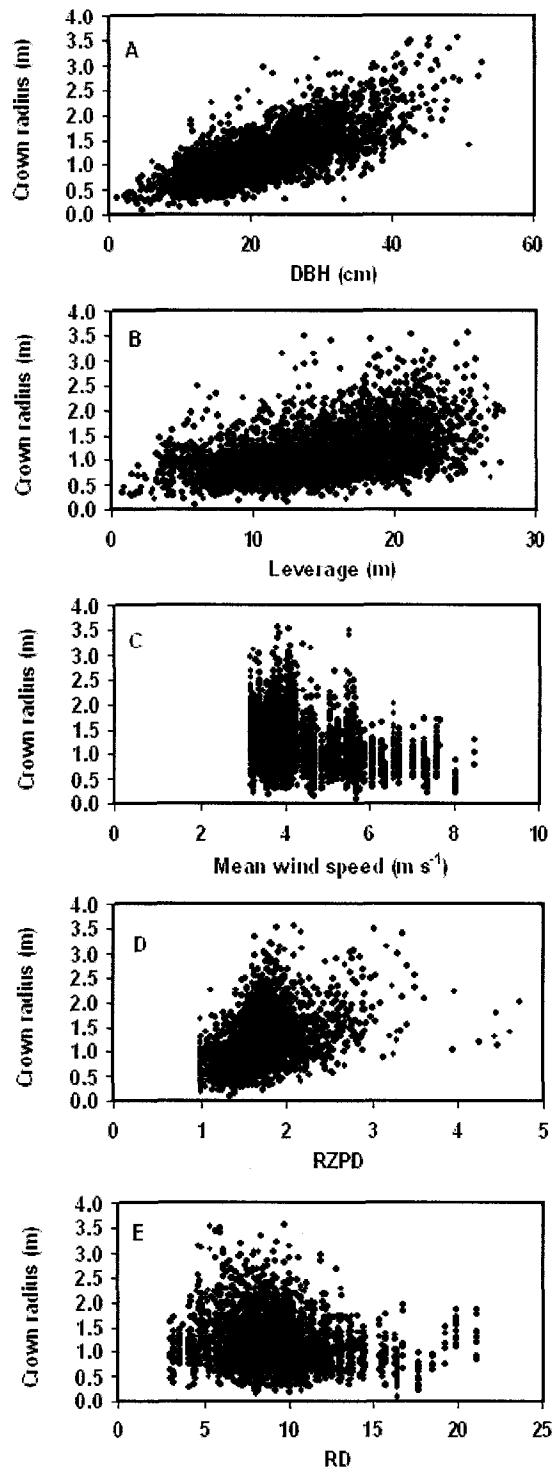 A
Crown radius (m)
4.0
3.5
3.0
2.5
2.0
1.5
1.0
0.5
0.0
0 20 40 60
DBH (cm)
B
Crown radius (m)
4.0
3.5
3.0
2.5
2.0
1.5
1.0
0.5
0.0
0 10 20 30
Leverage (m)
C
Crown radius (m)
4.0
3.5
3.0
2.5
2.0
1.5
1.0
0.5
0.0
0 2 4 6 8 10
Mean wind speed (m s⁻¹)
D
Crown radius (m)
4.0
3.5
3.0
2.5
2.0
1.5
1.0
0.5
0.0
0 1 2 3 4 5
RZPD
E
Crown radius (m)
4.0
3.5
3.0
2.5
2.0
1.5
1.0
0.5
0.0
0 5 10 15 20 25
RD